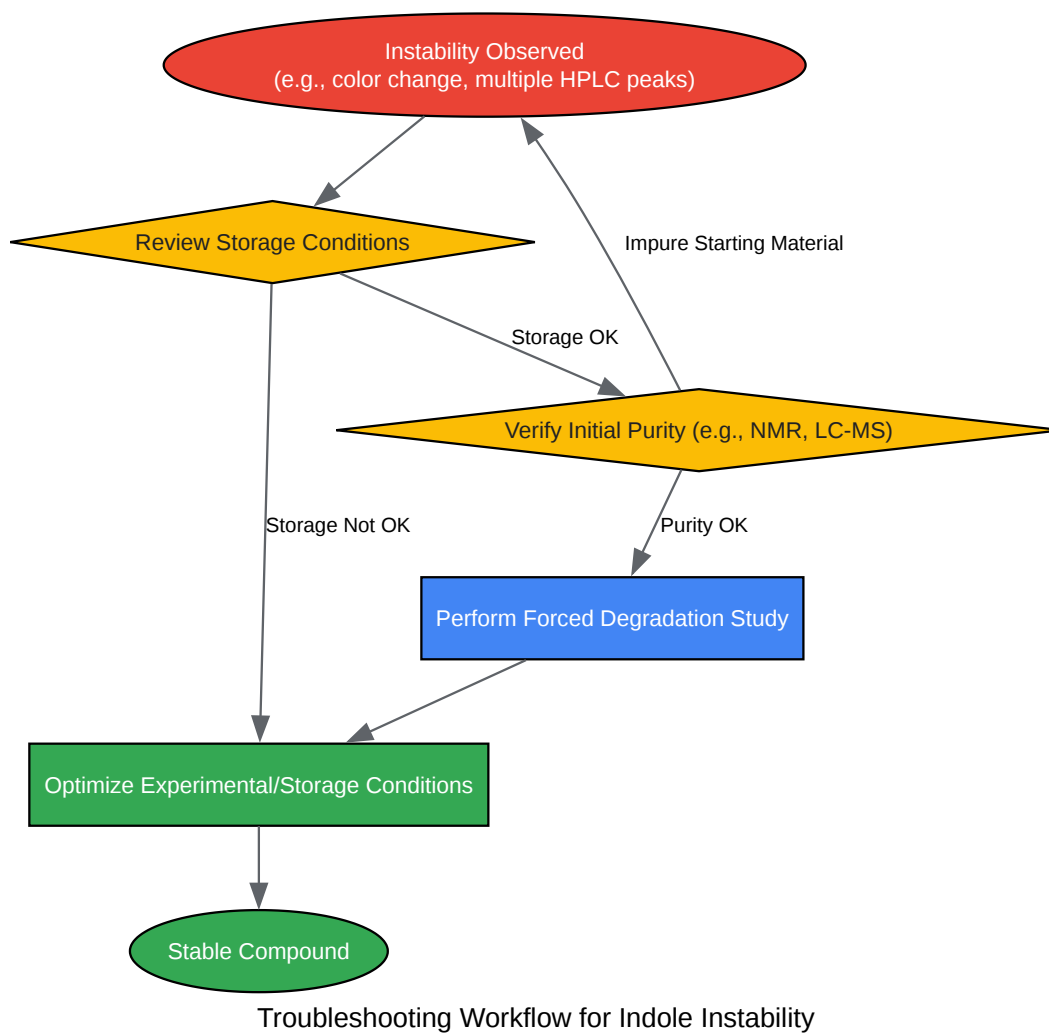 Instability Observed
(e.g., color change, multiple HPLC peaks)
Review Storage Conditions
Impure Starting Material
Storage OK
Verify Initial Purity (e.g., NMR, LC-MS)
Storage Not OK
Purity OK
Perform Forced Degradation Study
Optimize Experimental/Storage Conditions
Stable Compound
Troubleshooting Workflow for Indole Instability